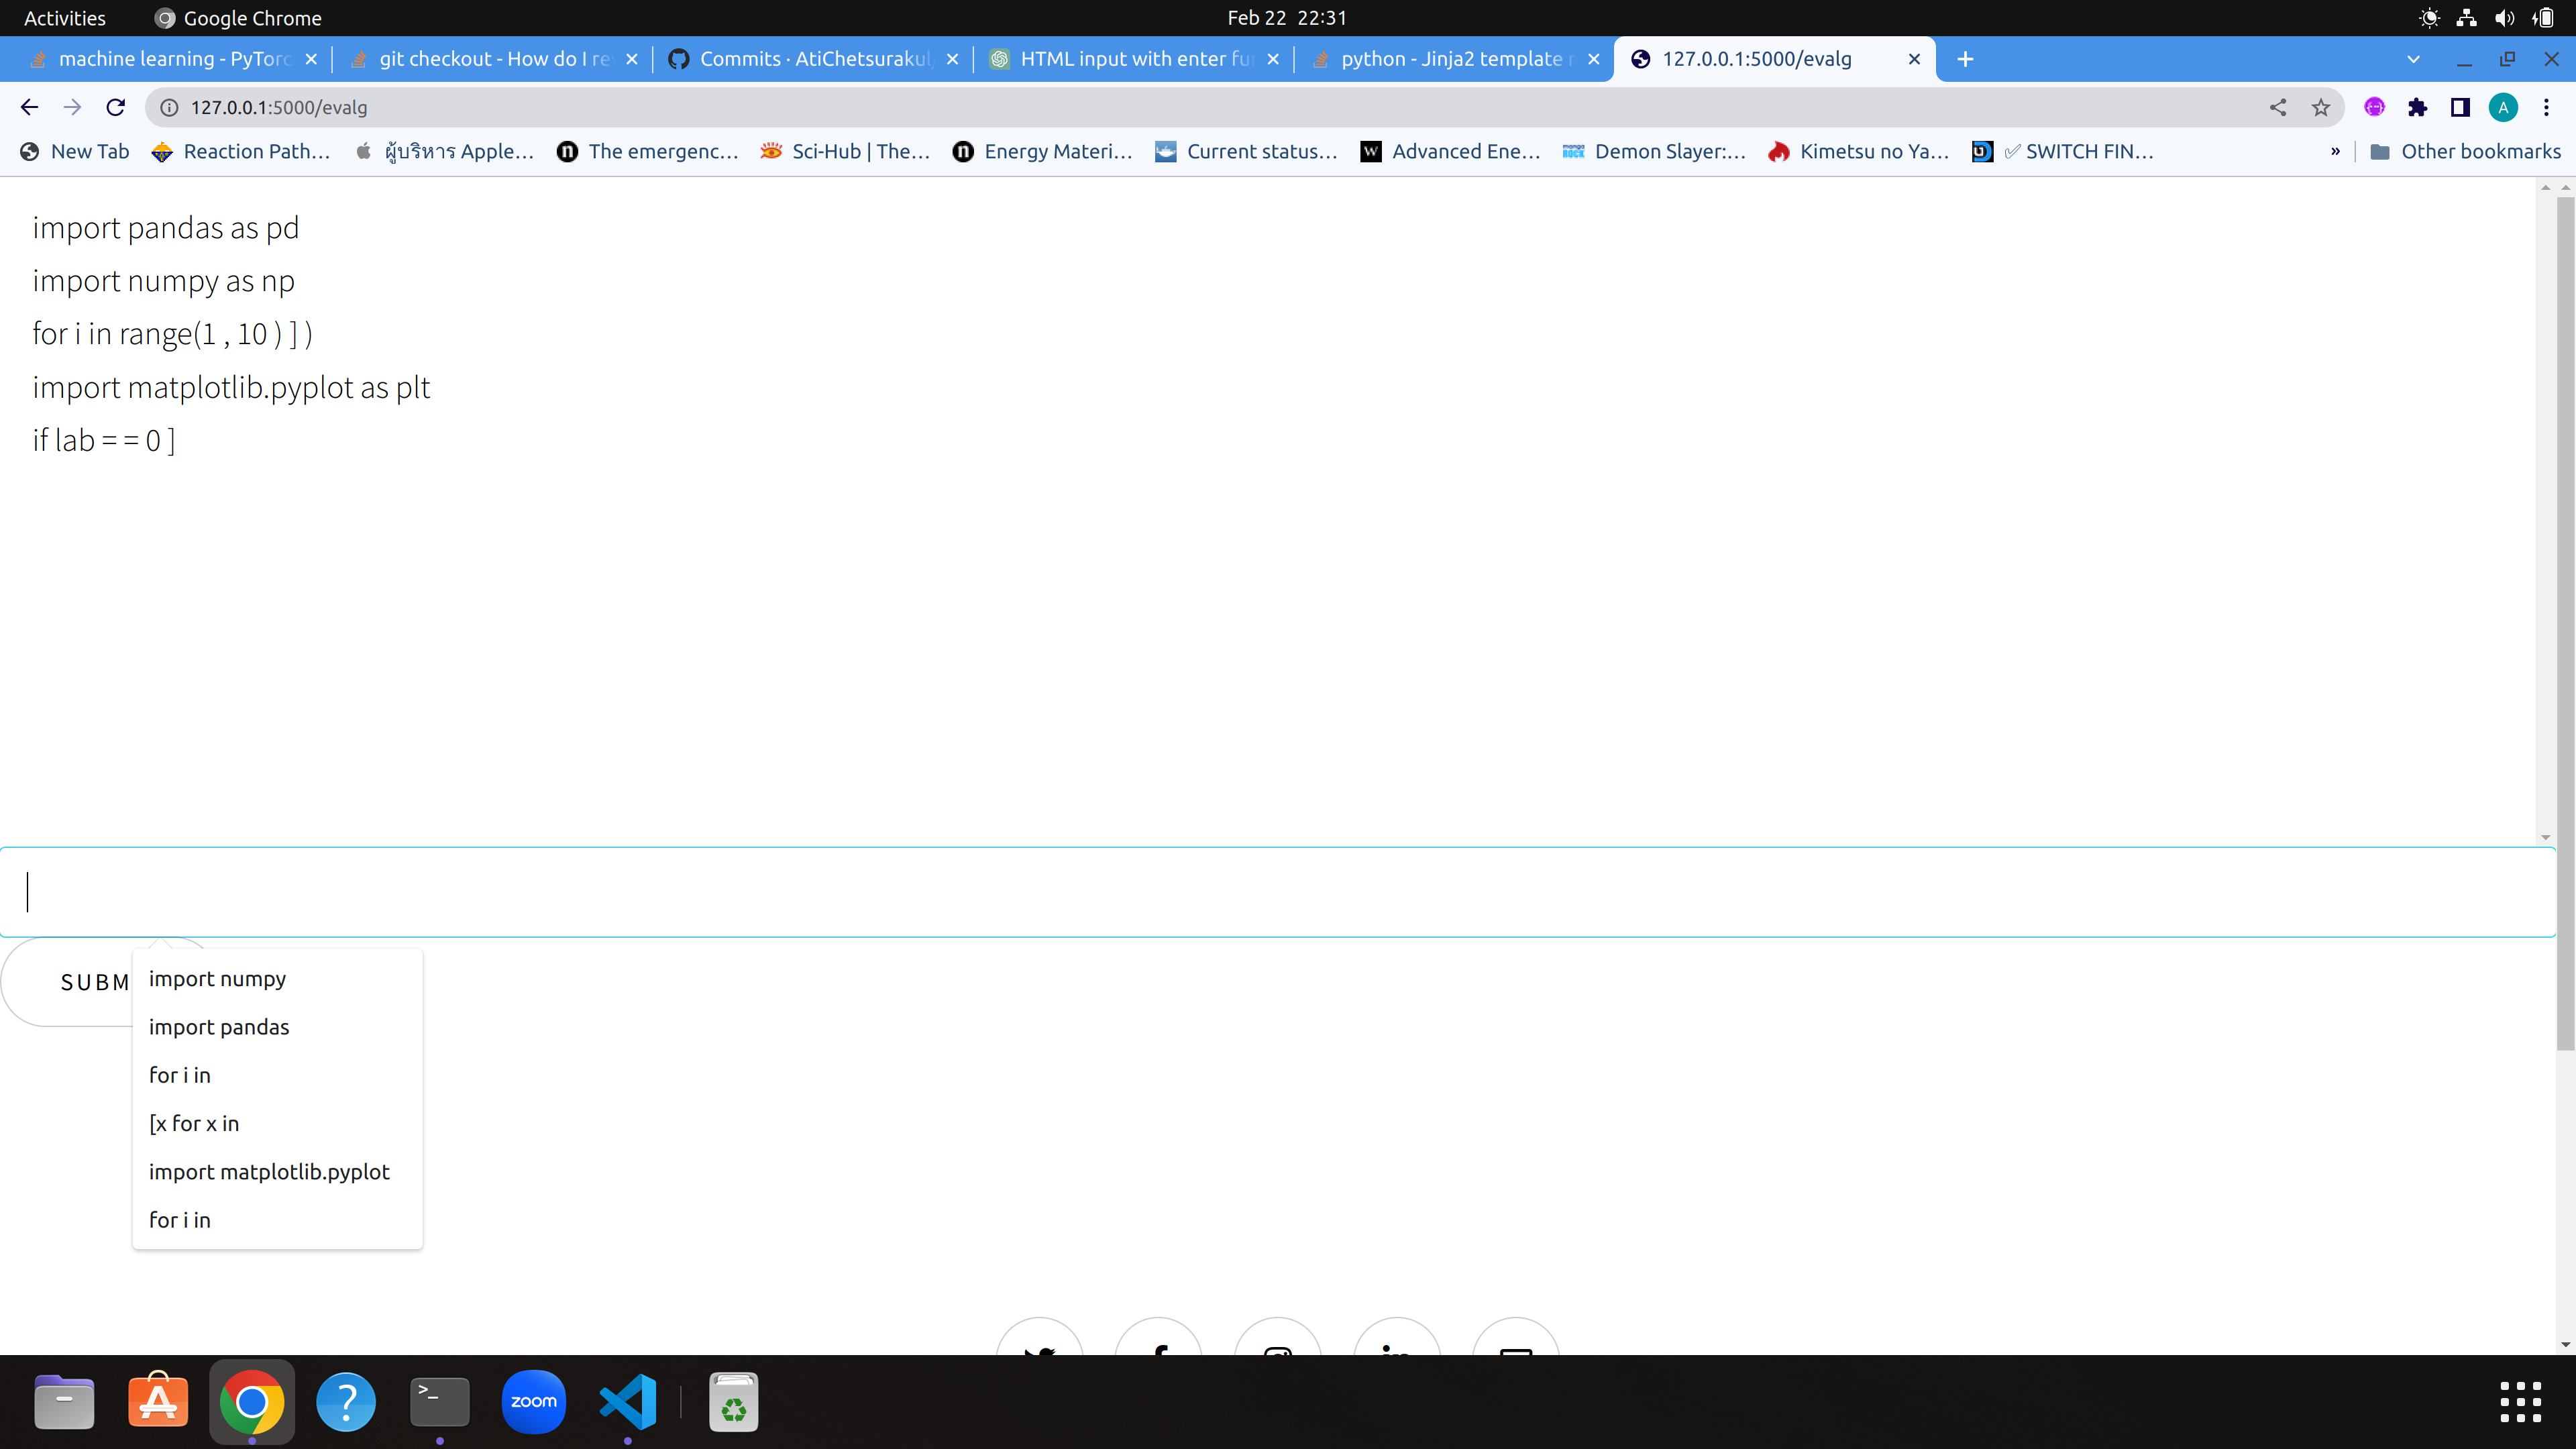 Activities
Google Chrome
Feb 22 22:31
machine learning - PyTorc
git checkout - How do I re
Commits · AtiChetsurakul
HTML input with enter fu
python - Jinja2 template
127.0.0.1:5000/evalg
127.0.0.1:5000/evalg
A
New Tab
Reaction Path...
ผู้บริหาร Apple...
The emergenc...
Sci-Hub | The...
Energy Materi...
Current status...
Advanced Ene...
Demon Slayer:...
Kimetsu no Ya...
✅ SWITCH FIN...
»
Other bookmarks
import pandas as pd
import numpy as np
for i in range(1 , 10 ) ] )
import matplotlib.pyplot as plt
if lab = = 0 ]
SUBM
import numpy
import pandas
for i in
[x for x in
import matplotlib.pyplot
for i in
zoom